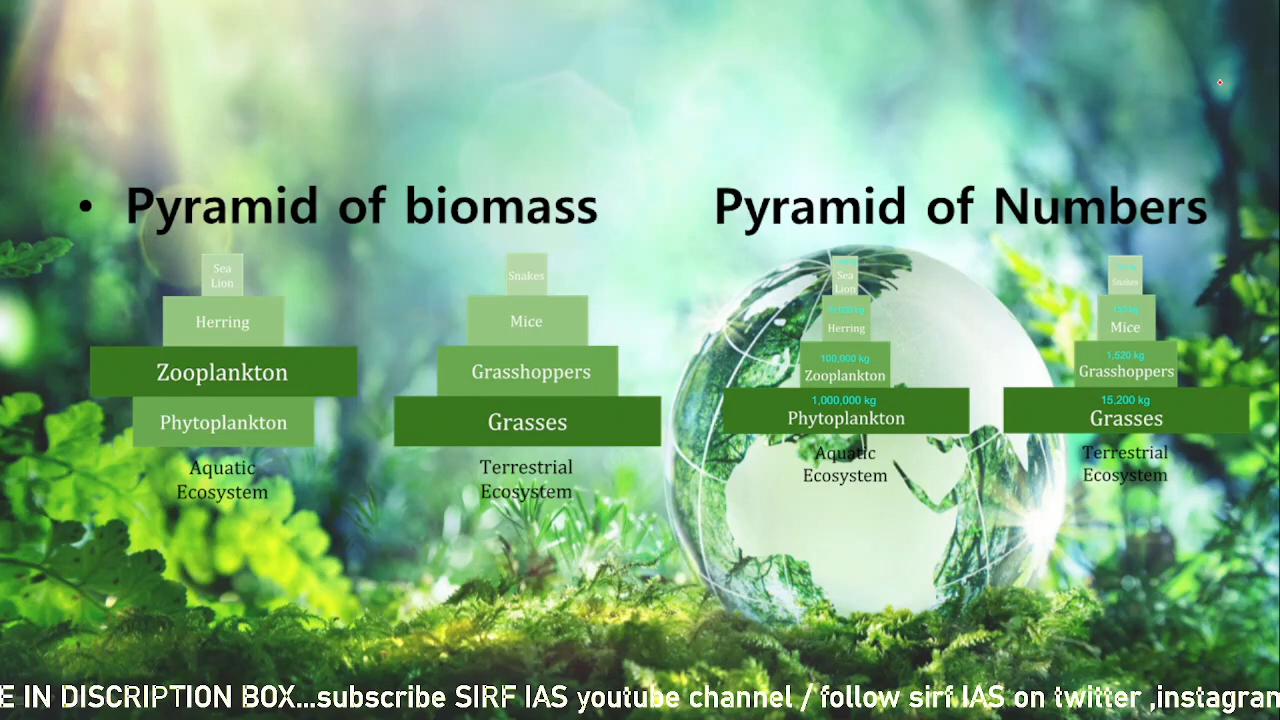 • Pyramid of biomass
Sea
Lion
Herring
Zooplankton
Phytoplankton
Aquatic
Ecosystem
Snakes
Mice
Grasshoppers
Grasses
Terrestrial
Ecosystem
Pyramid of Numbers
Sea
Lion
Herring
100,000 kg
Zooplankton
1,000,000 kg
Phytoplankton
Aquatic
Ecosystem
Snakes
Mice
1,520 kg
Grasshoppers
15,200 kg
Grasses
Terrestrial
Ecosystem
E IN DISCRIPTION BOX...subscribe SIRF IAS youtube channel / follow sirf IAS on twitter ,instagran